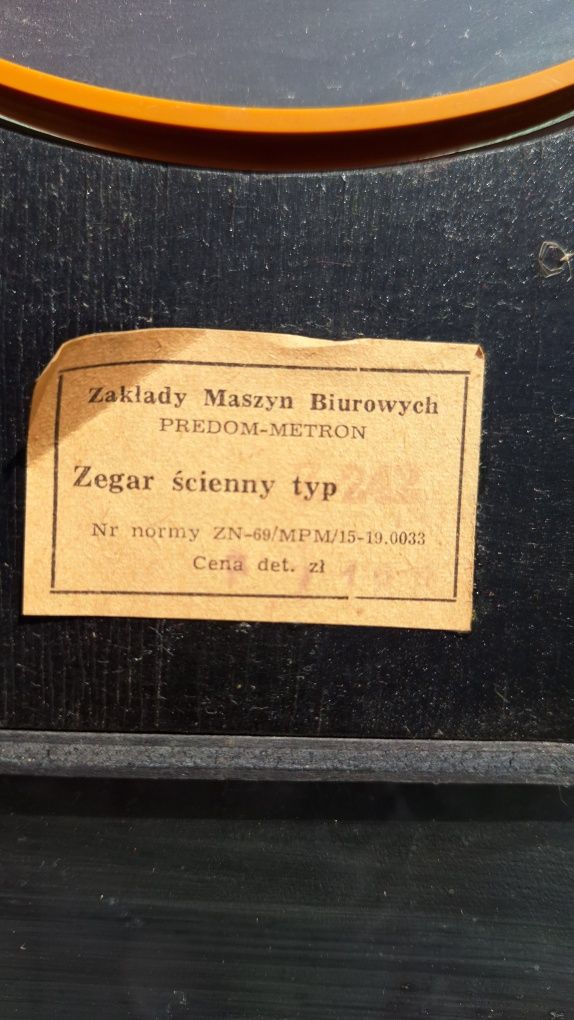 Zakłady Maszyn Biurowych
PREDOM-METRON
Zegar ścienny typ 242
Nr normy ZN-69/MPM/15-19.0033
Cena det. zł